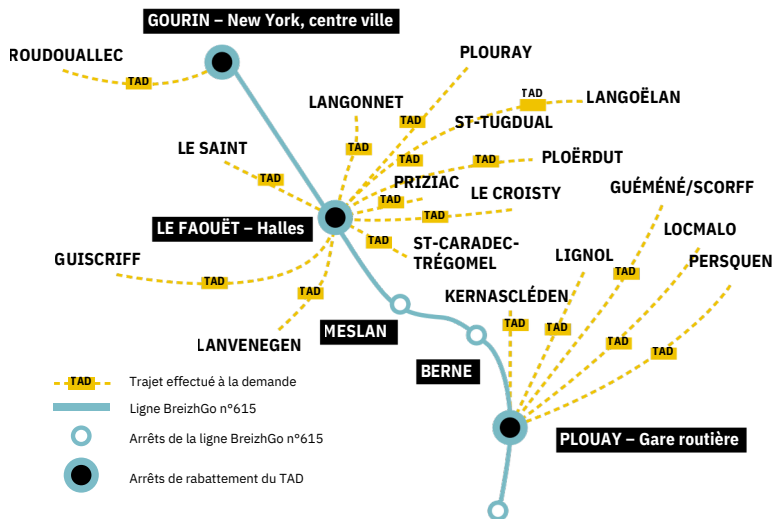 GOURIN – New York, centre ville
ROUDOUALLEC
TAD
PLOURAY
TAD
LANGOËLAN
LANGONNET
TAD
ST-TUGDUAL
LE SAINT
TAD
TAD
TAD
PLOËRDUT
TAD
PRIZIAC
TAD
LE CROISTY
TAD
GUÉMÉNÉ/SCORFF
LE FAOUËT – Halles
TAD
ST-CARADEC-
TRÉGOMEL
LOCMALO
GUISCRIFF
TAD
LIGNOL
TAD
PERSQUEN
TAD
KERNASCLÉDEN
TAD
TAD
TAD
TAD
MESLAN
LANVENEGEN
BERNE
TAD
Trajet effectué à la demande
Ligne BreizhGo n°615
Arrêts de la ligne BreizhGo n°615
PLOUAY – Gare routière
Arrêts de rabattement du TAD